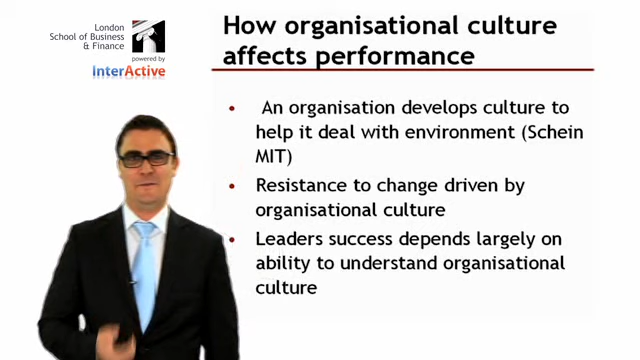 London
School of Business
& Finance
powered by
InterActive
How organisational culture
affects performance
• An organisation develops culture to
help it deal with environment (Schein
MIT)
• Resistance to change driven by
organisational culture
• Leaders success depends largely on
ability to understand organisational
culture